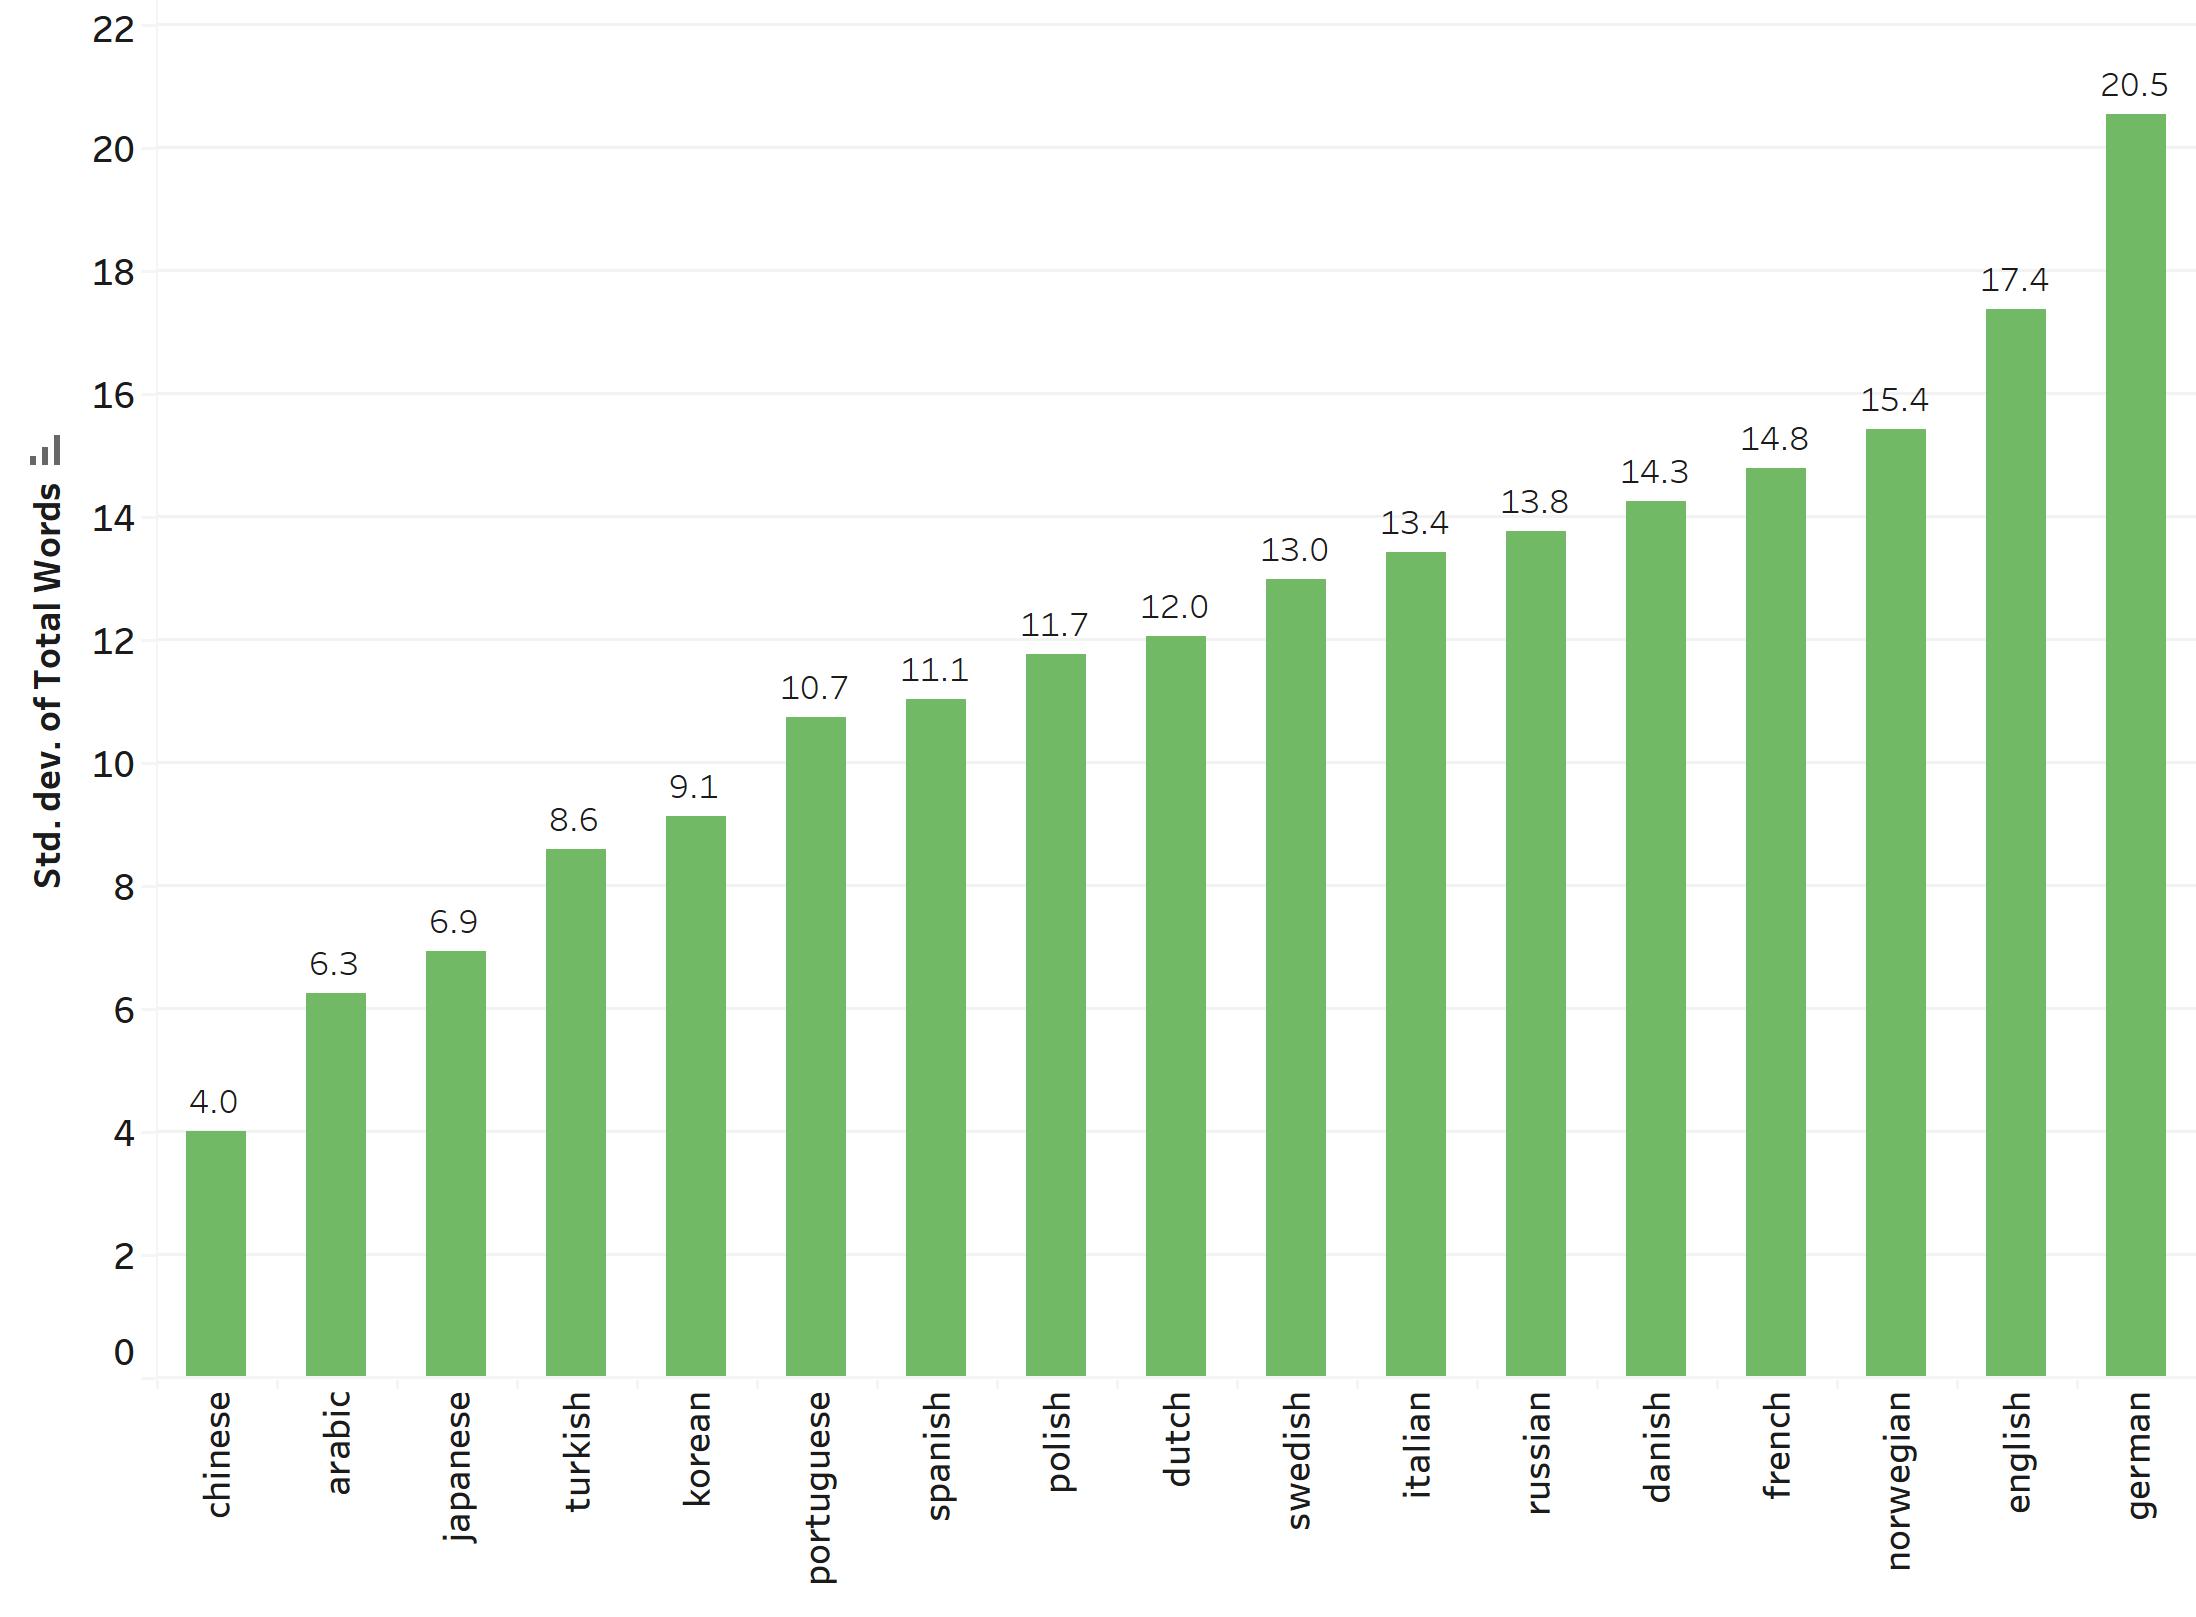 Std. dev. of Total Words
22
20
18
16
14
12
10
8
6
4
2
0
4.0
6.3
6.9
8.6
9.1
10.7
11.1
11.7
12.0
13.0
13.4
13.8
14.3
14.8
15.4
17.4
20.5
chinese
arabic
japanese
turkish
korean
portuguese
spanish
polish
dutch
swedish
italian
russian
danish
french
norwegian
english
german